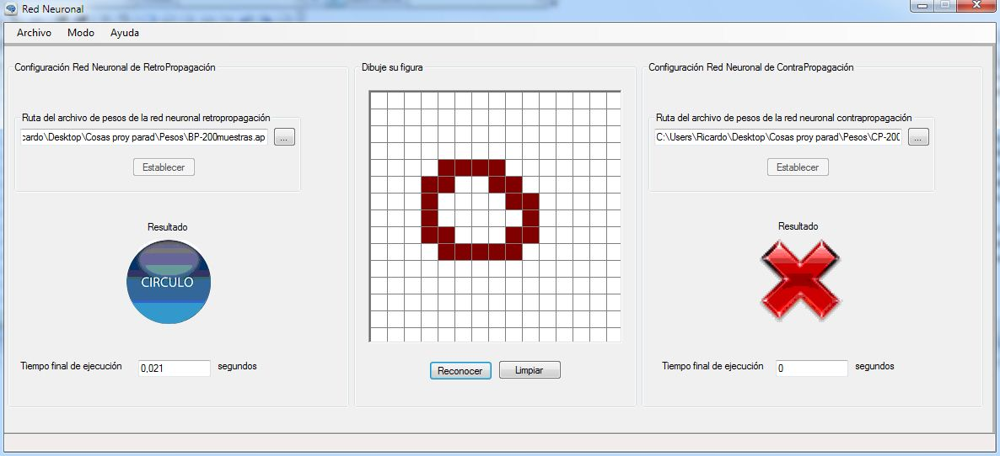 Red Neuronal
Archivo Modo Ayuda
Configuración Red Neuronal de RetroPropagación
Ruta del archivo de pesos de la red neuronal retropropagación
cardo\Desktop\Cosas proy parad\Pesos\BP-200muestras.ap
...
Establecer
Resultado
CIRCULO
Tiempo final de ejecución 0,021 segundos
Dibuje su figura
Reconocer Limpiar
Configuración Red Neuronal de ContraPropagación
Ruta del archivo de pesos de la red neuronal contrapropagación
C:\Users\Ricardo\Desktop\Cosas proy parad\Pesos\CP-200
...
Establecer
Resultado
Tiempo final de ejecución 0 segundos